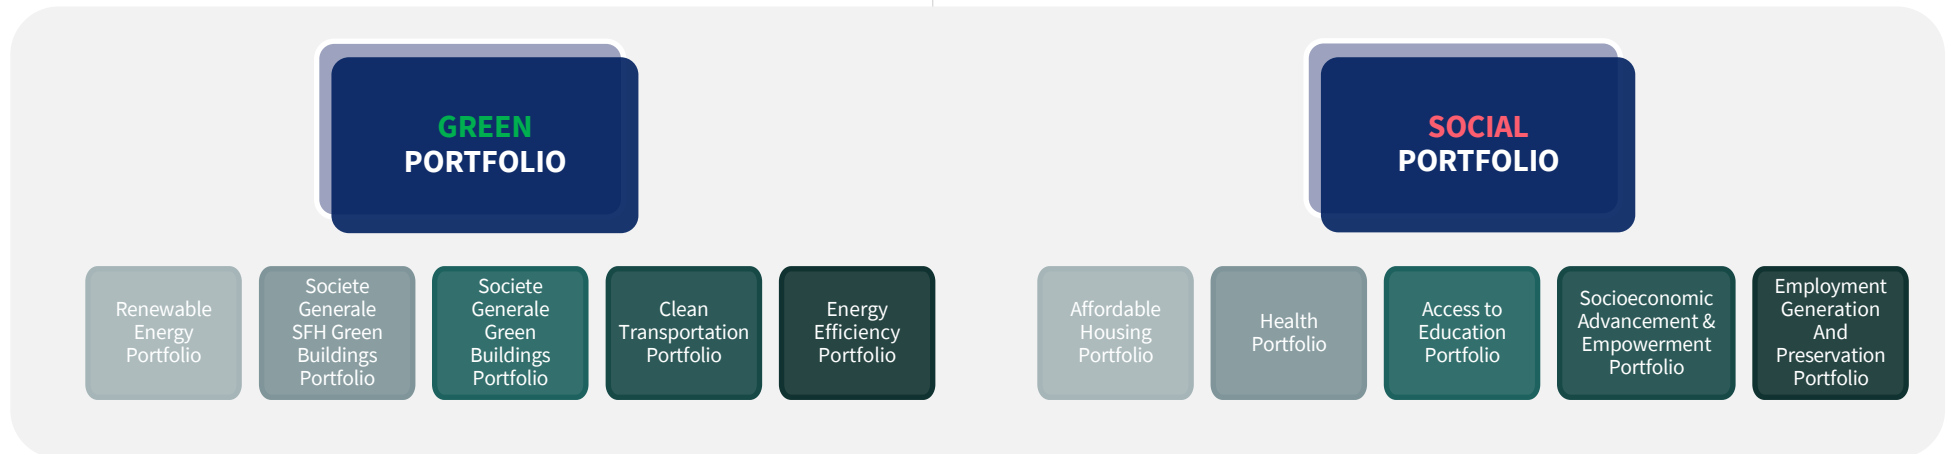 GREEN
PORTFOLIO
Renewable
Energy
Portfolio
Societe
Generale
SFH Green
Buildings
Portfolio
Societe
Generale
Green
Buildings
Portfolio
Clean
Transportation
Portfolio
Energy
Efficiency
Portfolio
SOCIAL
PORTFOLIO
Affordable
Housing
Portfolio
Health
Portfolio
Access to
Education
Portfolio
Socioeconomic
Advancement &
Empowerment
Portfolio
Employment
Generation
And
Preservation
Portfolio